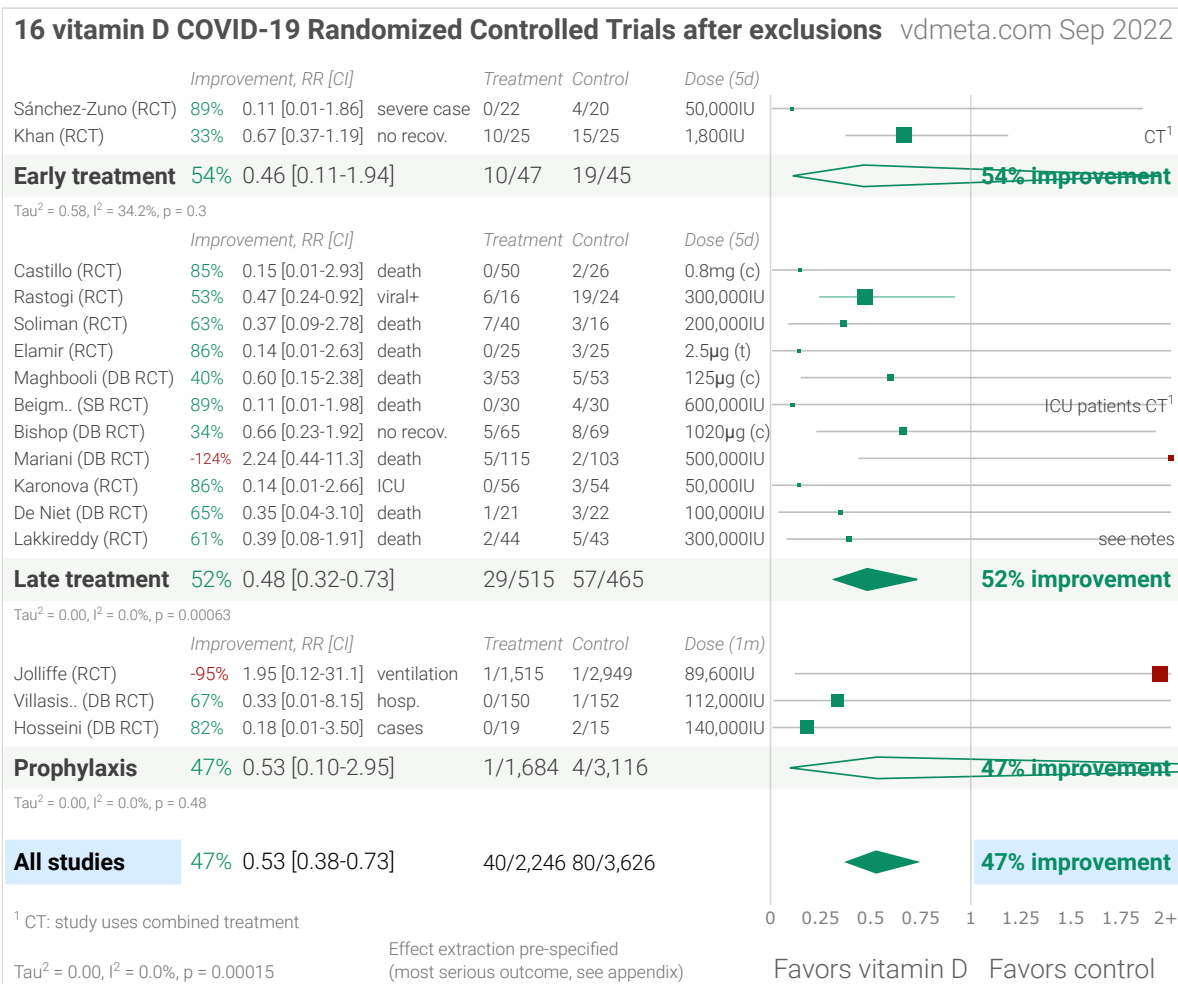 16 vitamin D COVID-19 Randomized Controlled Trials after exclusions vdmeta.com Sep 2022
Improvement, RR [CI] Treatment Control Dose (5d)
Sánchez-Zuno (RCT) 89% 0.11 [0.01-1.86] severe case 0/22 4/20 50,000IU
Khan (RCT) 33% 0.67 [0.37-1.19] no recov. 10/25 15/25 1,800IU CT¹
Early treatment 54% 0.46 [0.11-1.94] 10/47 19/45 54% improvement
Tau² = 0.58, I² = 34.2%, p = 0.3
Improvement, RR [CI] Treatment Control Dose (5d)
Castillo (RCT) 85% 0.15 [0.01-2.93] death 0/50 2/26 0.8mg (c)
Rastogi (RCT) 53% 0.47 [0.24-0.92] viral+ 6/16 19/24 300,000IU
Soliman (RCT) 63% 0.37 [0.09-2.78] death 7/40 3/16 200,000IU
Elamir (RCT) 86% 0.14 [0.01-2.63] death 0/25 3/25 2.5µg (t)
Maghbooli (DB RCT) 40% 0.60 [0.15-2.38] death 3/53 5/53 125µg (c)
Beigm.. (SB RCT) 89% 0.11 [0.01-1.98] death 0/30 4/30 600,000IU ICU patients CT¹
Bishop (DB RCT) 34% 0.66 [0.23-1.92] no recov. 5/65 8/69 1020µg (c)
Mariani (DB RCT) -124% 2.24 [0.44-11.3] death 5/115 2/103 500,000IU
Karonova (RCT) 86% 0.14 [0.01-2.66] ICU 0/56 3/54 50,000IU
De Niet (DB RCT) 65% 0.35 [0.04-3.10] death 1/21 3/22 100,000IU
Lakkireddy (RCT) 61% 0.39 [0.08-1.91] death 2/44 5/43 300,000IU see notes
Late treatment 52% 0.48 [0.32-0.73] 29/515 57/465 52% improvement
Tau² = 0.00, I² = 0.0%, p = 0.00063
Improvement, RR [CI] Treatment Control Dose (1m)
Jolliffe (RCT) -95% 1.95 [0.12-31.1] ventilation 1/1,515 1/2,949 89,600IU
Villasis.. (DB RCT) 67% 0.33 [0.01-8.15] hosp. 0/150 1/152 112,000IU
Hosseini (DB RCT) 82% 0.18 [0.01-3.50] cases 0/19 2/15 140,000IU
Prophylaxis 47% 0.53 [0.10-2.95] 1/1,684 4/3,116 47% improvement
Tau² = 0.00, I² = 0.0%, p = 0.48
All studies 47% 0.53 [0.38-0.73] 40/2,246 80/3,626 47% improvement
0 0.25 0.5 0.75 1 1.25 1.5 1.75 2+
¹ CT: study uses combined treatment
Effect extraction pre-specified
Tau² = 0.00, I² = 0.0%, p = 0.00015 (most serious outcome, see appendix) Favors vitamin D Favors control